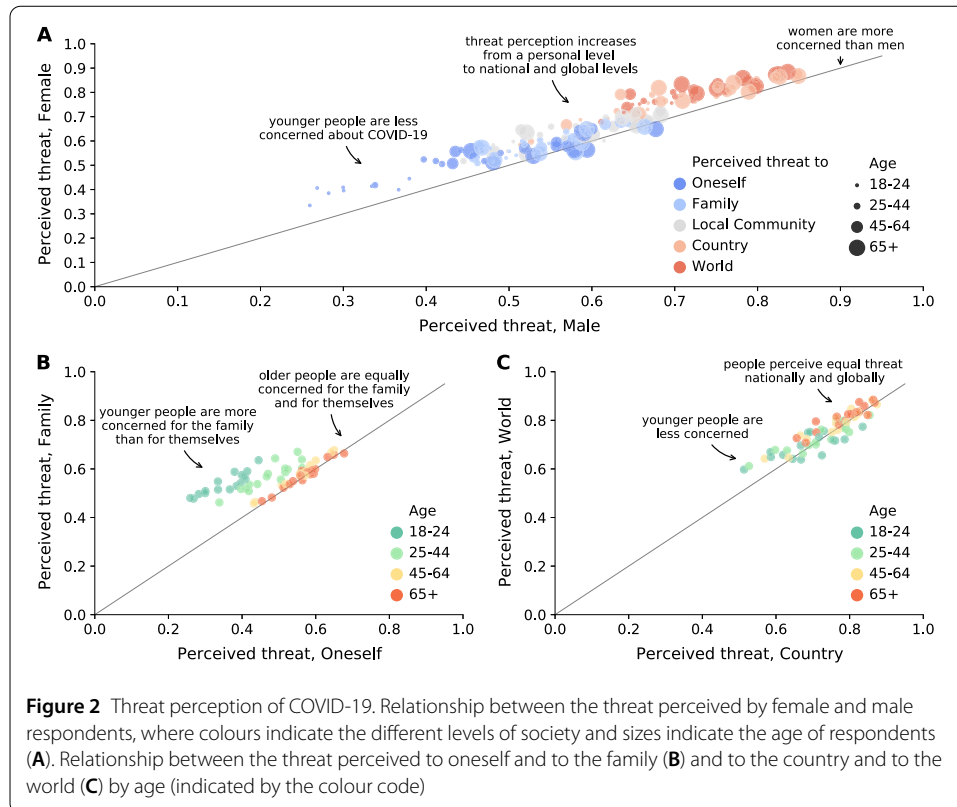 A
women are more
concerned than men
threat perception increases
from a personal level
to national and global levels
younger people are less
concerned about COVID-19
Perceived threat, Female
1.0
0.9
0.8
0.7
0.6
0.5
0.4
0.3
0.2
0.1
0.0
0.0
0.1
0.2
0.3
0.4
0.5
0.6
0.7
0.8
0.9
1.0
Perceived threat, Male
Perceived threat to
Oneself
Family
Local Community
Country
World
Age
18-24
25-44
45-64
65+
B
older people are equally
concerned for the family
and for themselves
younger people are more
concerned for the family
than for themselves
Perceived threat, Family
1.0
0.8
0.6
0.4
0.2
0.0
0.0
0.2
0.4
0.6
0.8
1.0
Perceived threat, Oneself
Age
18-24
25-44
45-64
65+
C
people perceive equal threat
nationally and globally
younger people are
less concerned
Perceived threat, World
1.0
0.8
0.6
0.4
0.2
0.0
0.0
0.2
0.4
0.6
0.8
1.0
Perceived threat, Country
Age
18-24
25-44
45-64
65+
Figure 2 Threat perception of COVID-19. Relationship between the threat perceived by female and male
respondents, where colours indicate the different levels of society and sizes indicate the age of respondents
(A). Relationship between the threat perceived to oneself and to the family (B) and to the country and to the
world (C) by age (indicated by the colour code)